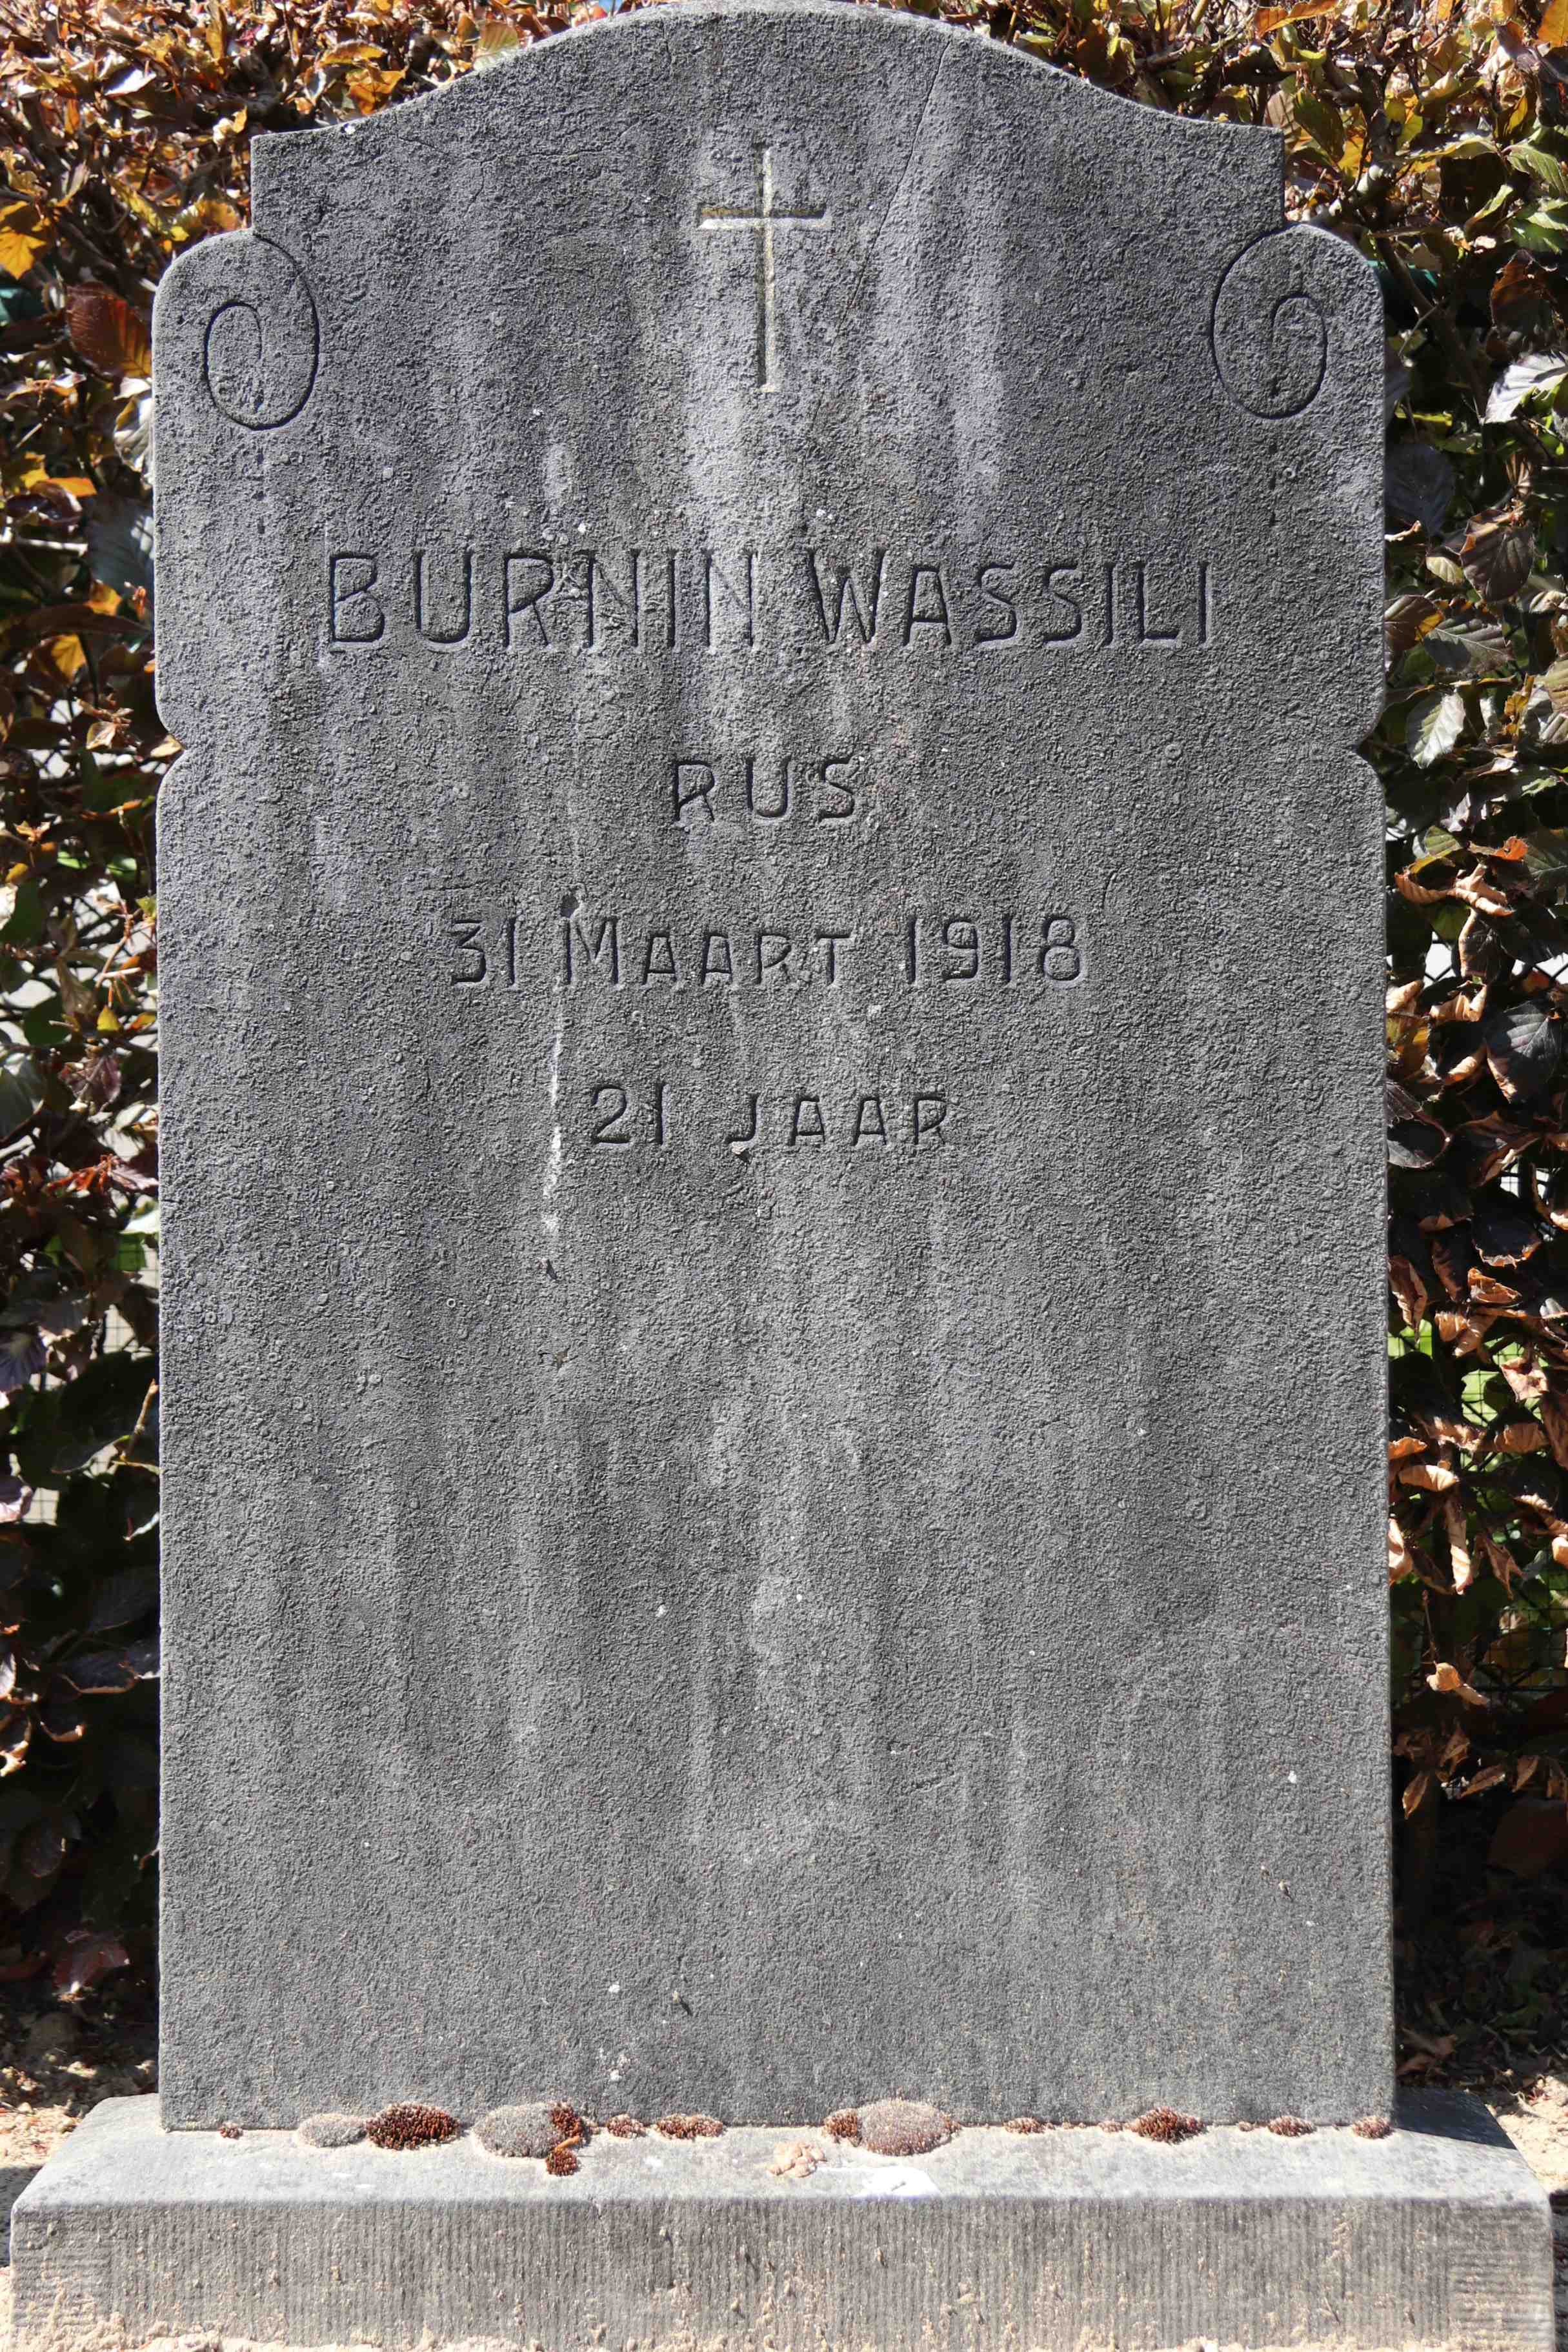 BURNIN WASSILI
RUS
31 MAART 1918
21 JAAR